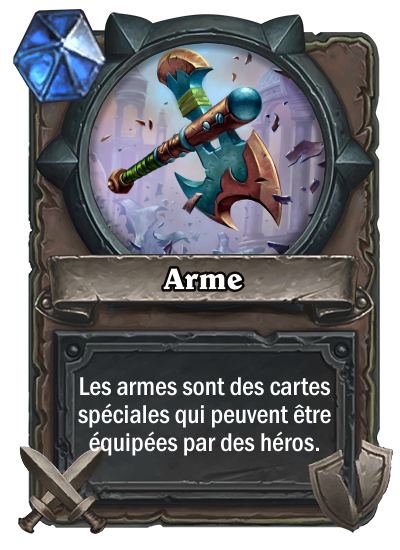 Arme
Les armes sont des cartes
spéciales qui peuvent être
équipées par des héros.